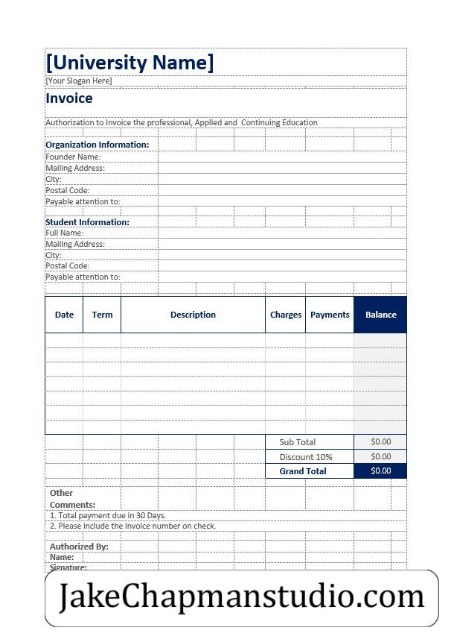 [University Name]
[Your Slogan Here]
Invoice
Authorization to Invoice the professional, Applied and Continuing Education
Organization Information:
Founder Name:
Mailing Address:
City:
Postal Code:
Payable attention to:
Student Information:
Full Name:
Mailing Address:
City:
Postal Code:
Payable attention to:
Date Term Description Charges Payments Balance
Sub Total $0.00
Discount 10% $0.00
Grand Total $0.00
Other
Comments:
1. Total payment due in 30 Days.
2. Please include the invoice number on check.
Authorized By:
Name:
Signature:
JakeChapmanstudio.com